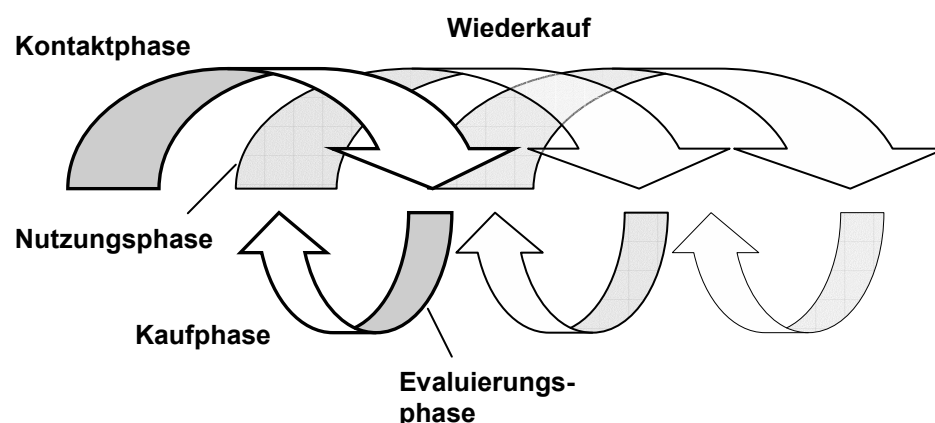 Wiederkauf
Kontaktphase
Nutzungsphase
Kaufphase
Evaluierungs-
phase